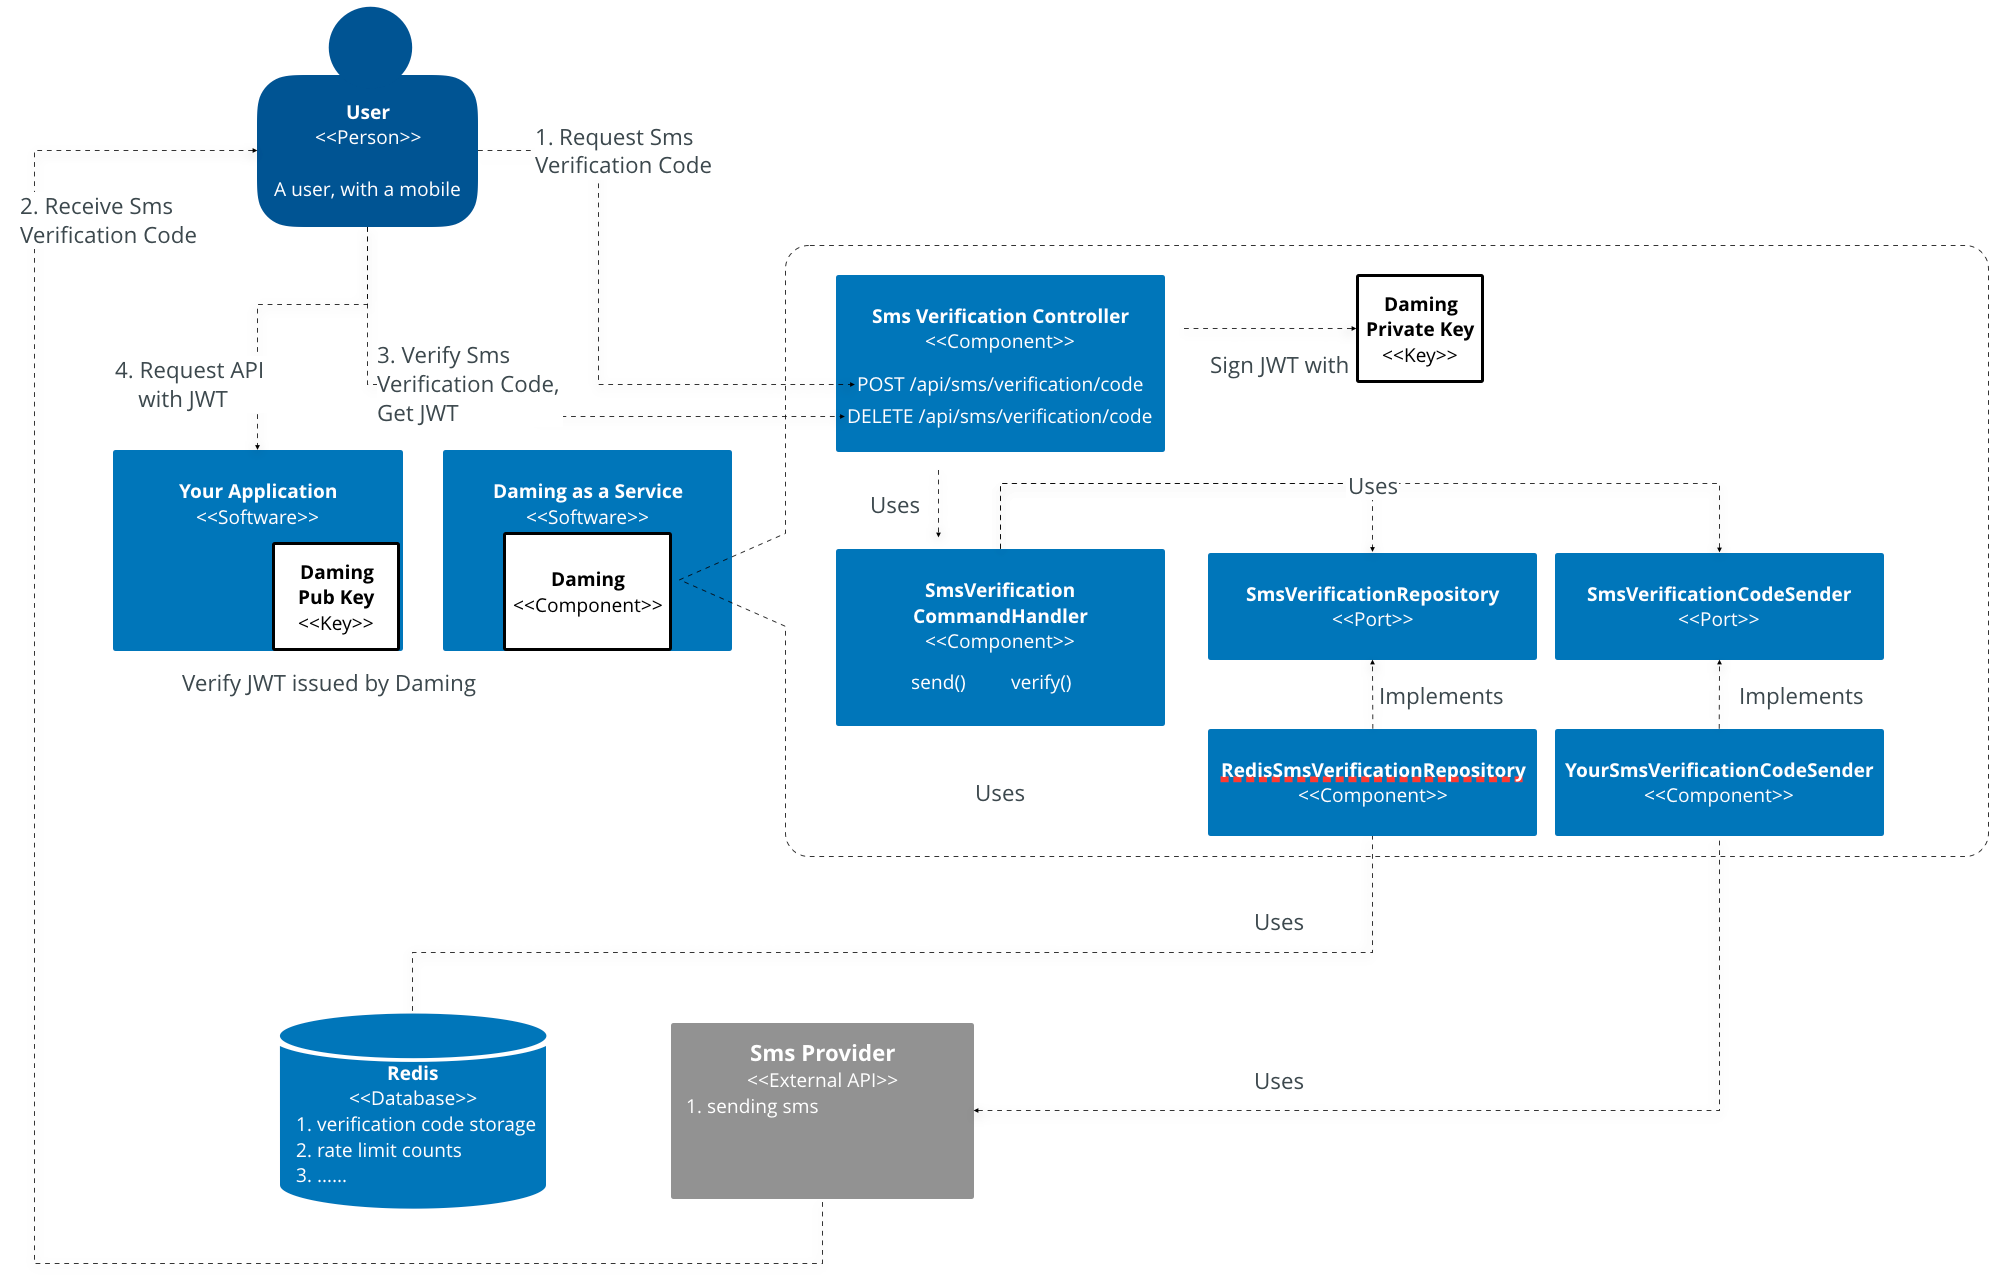 User
<<Person>>
A user, with a mobile
1. Request Sms
Verification Code
2. Receive Sms
Verification Code
4. Request API
with JWT
3. Verify Sms
Verification Code,
Get JWT
Sms Verification Controller
<<Component>>
POST /api/sms/verification/code
DELETE /api/sms/verification/code
Sign JWT with
Daming
Private Key
<<Key>>
Your Application
<<Software>>
Daming
Pub Key
<<Key>>
Verify JWT issued by Daming
Daming as a Service
<<Software>>
Daming
<<Component>>
Uses
Uses
SmsVerification
CommandHandler
<<Component>>
send() verify()
Uses
SmsVerificationRepository
<<Port>>
SmsVerificationCodeSender
<<Port>>
Implements
Implements
RedisSmsVerificationRepository
<<Component>>
YourSmsVerificationCodeSender
<<Component>>
Uses
Redis
<<Database>>
1. verification code storage
2. rate limit counts
3. ......
Sms Provider
<<External API>>
1. sending sms
Uses